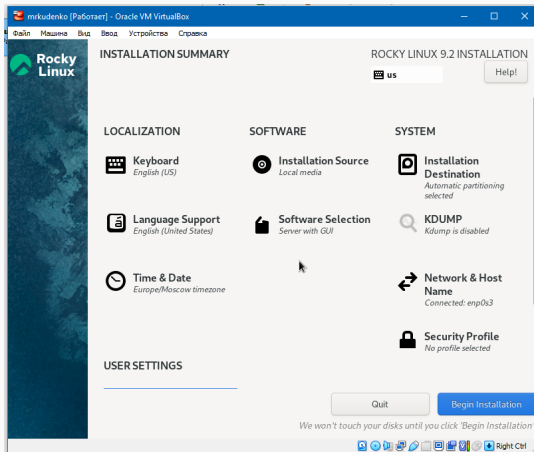 mrkudenko [Работает] - Oracle VM VirtualBox
Файл Машина Вид Ввод Устройства Справка
Rocky
Linux
INSTALLATION SUMMARY
ROCKY LINUX 9.2 INSTALLATION
us
Help!
LOCALIZATION
Keyboard
English (US)
Language Support
English (United States)
Time & Date
Europe/Moscow timezone
SOFTWARE
Installation Source
Local media
Software Selection
Server with GUI
SYSTEM
Installation
Destination
Automatic partitioning
selected
KDUMP
Kdump is disabled
Network & Host
Name
Connected: enp0s3
Security Profile
No profile selected
USER SETTINGS
Quit
Begin Installation
We won't touch your disks until you click 'Begin Installation'
Right Ctrl